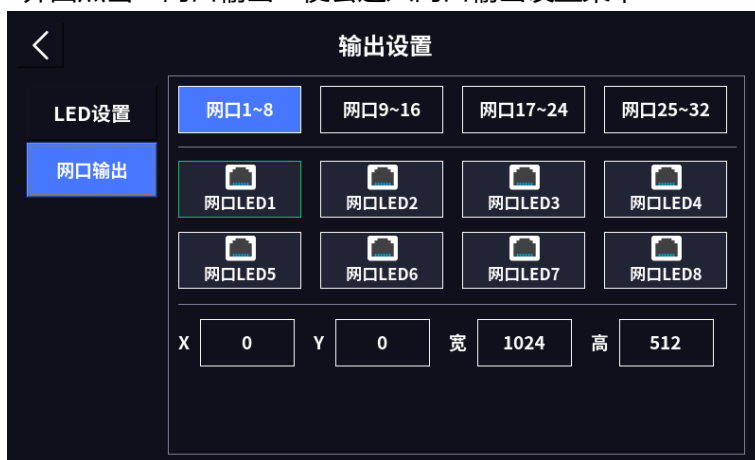 输出设置
LED设置
网口输出
网口1~8 网口9~16 网口17~24 网口25~32
网口LED1 网口LED2 网口LED3 网口LED4
网口LED5 网口LED6 网口LED7 网口LED8
X 0 Y 0 宽 1024 高 512